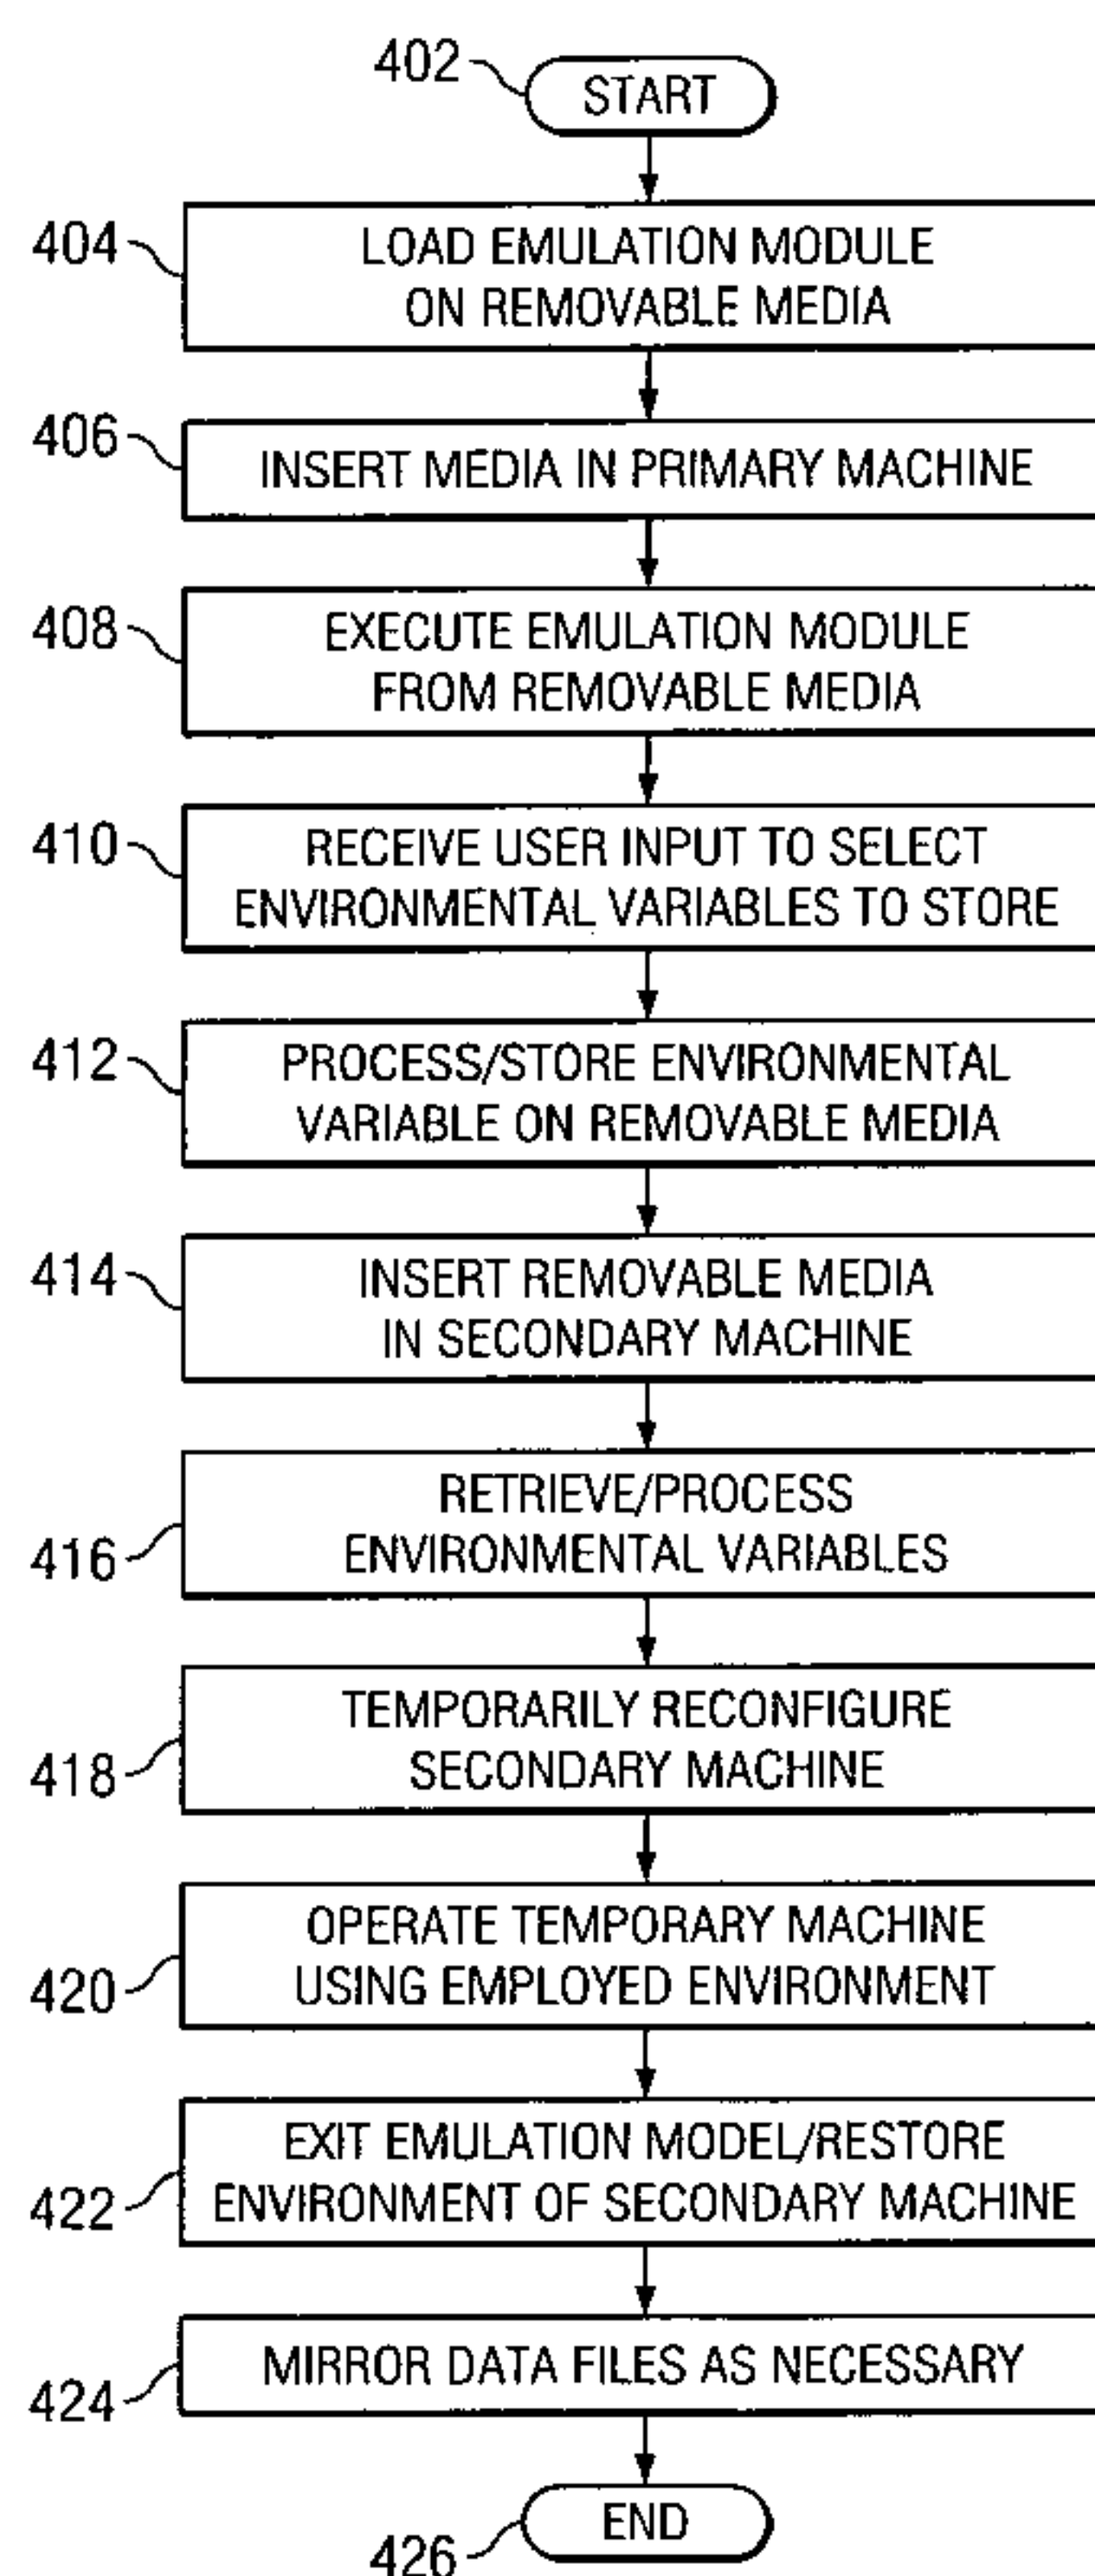 402
START
404
LOAD EMULATION MODULE
ON REMOVABLE MEDIA
406
INSERT MEDIA IN PRIMARY MACHINE
408
EXECUTE EMULATION MODULE
FROM REMOVABLE MEDIA
410
RECEIVE USER INPUT TO SELECT
ENVIRONMENTAL VARIABLES TO STORE
412
PROCESS/STORE ENVIRONMENTAL
VARIABLE ON REMOVABLE MEDIA
414
INSERT REMOVABLE MEDIA
IN SECONDARY MACHINE
416
RETRIEVE/PROCESS
ENVIRONMENTAL VARIABLES
418
TEMPORARILY RECONFIGURE
SECONDARY MACHINE
420
OPERATE TEMPORARY MACHINE
USING EMPLOYED ENVIRONMENT
422
EXIT EMULATION MODEL/RESTORE
ENVIRONMENT OF SECONDARY MACHINE
424
MIRROR DATA FILES AS NECESSARY
END
426